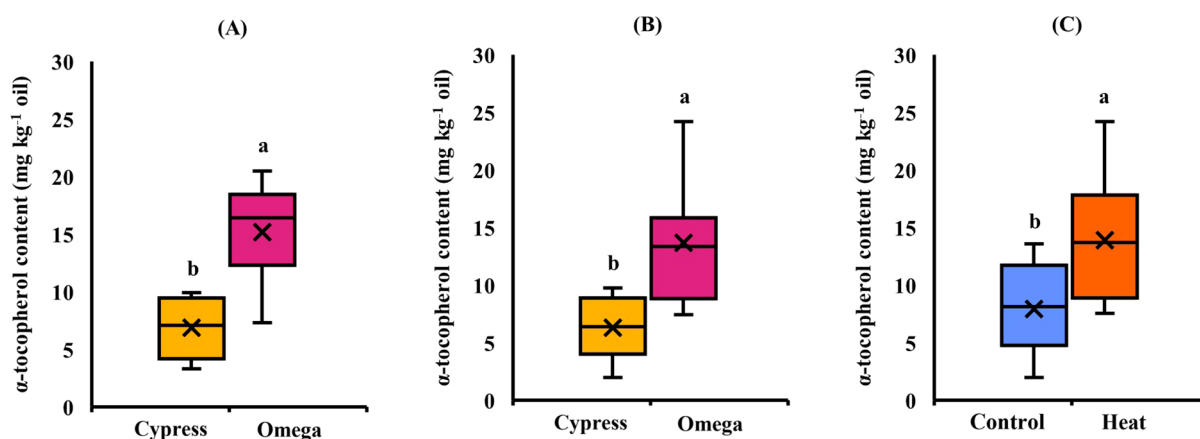 (A)
α-tocopherol content (mg kg⁻¹ oil)
30
25
20
15
10
5
0
b
a
Cypress
Omega
(B)
α-tocopherol content (mg kg⁻¹ oil)
30
25
20
15
10
5
0
b
a
Cypress
Omega
(C)
α-tocopherol content (mg kg⁻¹ oil)
30
25
20
15
10
5
0
b
a
Control
Heat